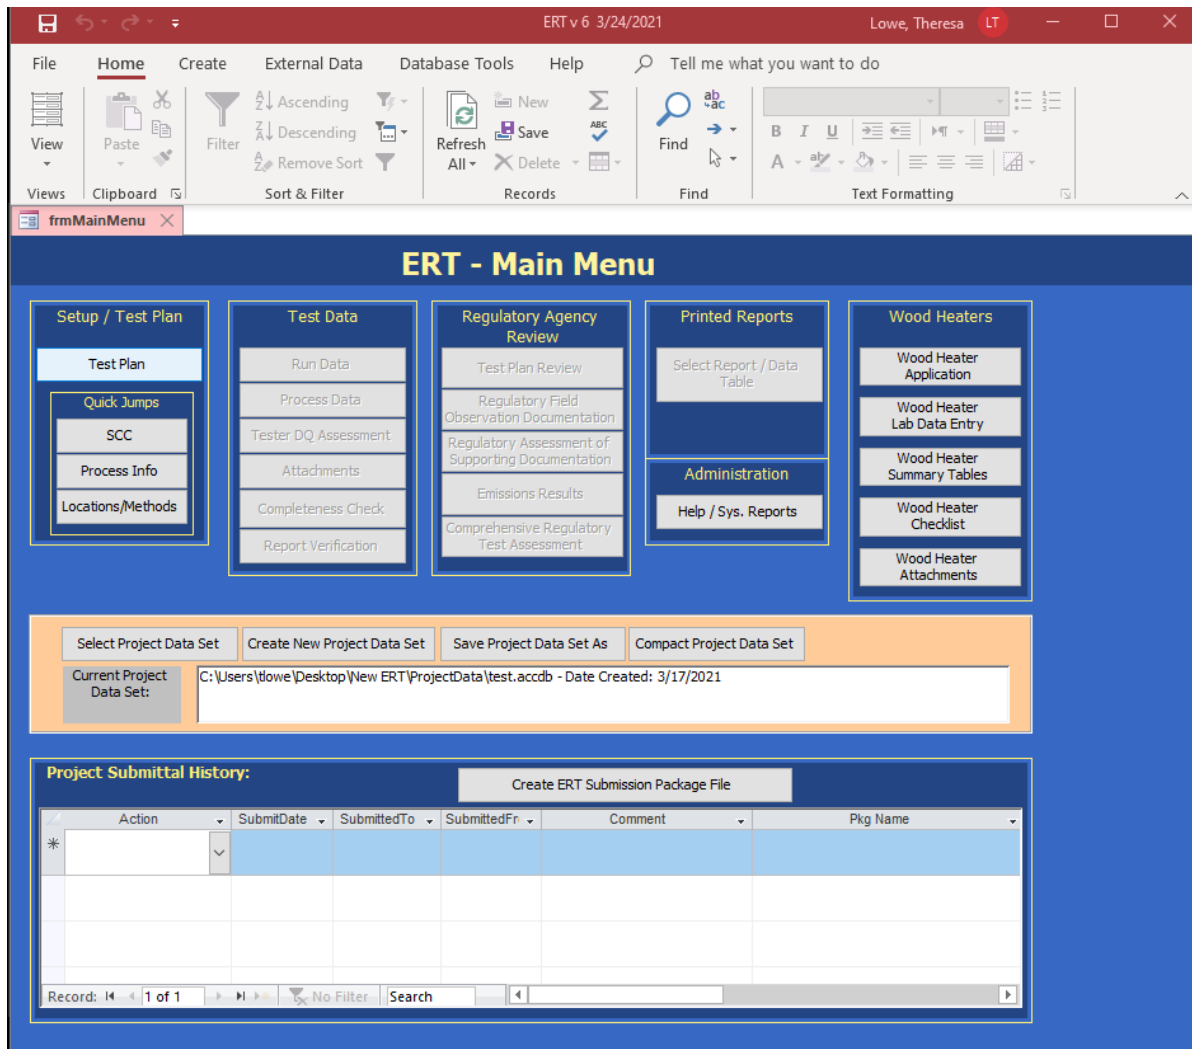 ERT v 6 3/24/2021
Lowe, Theresa LT
File Home Create External Data Database Tools Help Tell me what you want to do
View
Views
Paste
Clipboard
Filter
Ascending
Descending
Remove Sort
Sort & Filter
Refresh
All
New
Save
Delete
Records
Find
Find
Text Formatting
frmMainMenu
ERT - Main Menu
Setup / Test Plan
Test Plan
Quick Jumps
SCC
Process Info
Locations/Methods
Test Data
Run Data
Process Data
Tester DQ Assessment
Attachments
Completeness Check
Report Verification
Regulatory Agency
Review
Test Plan Review
Regulatory Field
Observation Documentation
Regulatory Assessment of
Supporting Documentation
Emissions Results
Comprehensive Regulatory
Test Assessment
Printed Reports
Select Report / Data
Table
Administration
Help / Sys. Reports
Wood Heaters
Wood Heater
Application
Wood Heater
Lab Data Entry
Wood Heater
Summary Tables
Wood Heater
Checklist
Wood Heater
Attachments
Select Project Data Set
Create New Project Data Set
Save Project Data Set As
Compact Project Data Set
Current Project
Data Set:
C:\Users\tlowe\Desktop\New ERT\ProjectData\test.accdb - Date Created: 3/17/2021
Project Submittal History:
Create ERT Submission Package File
Action SubmitDate SubmittedTo SubmittedFr Comment Pkg Name
Record: 1 of 1 No Filter Search